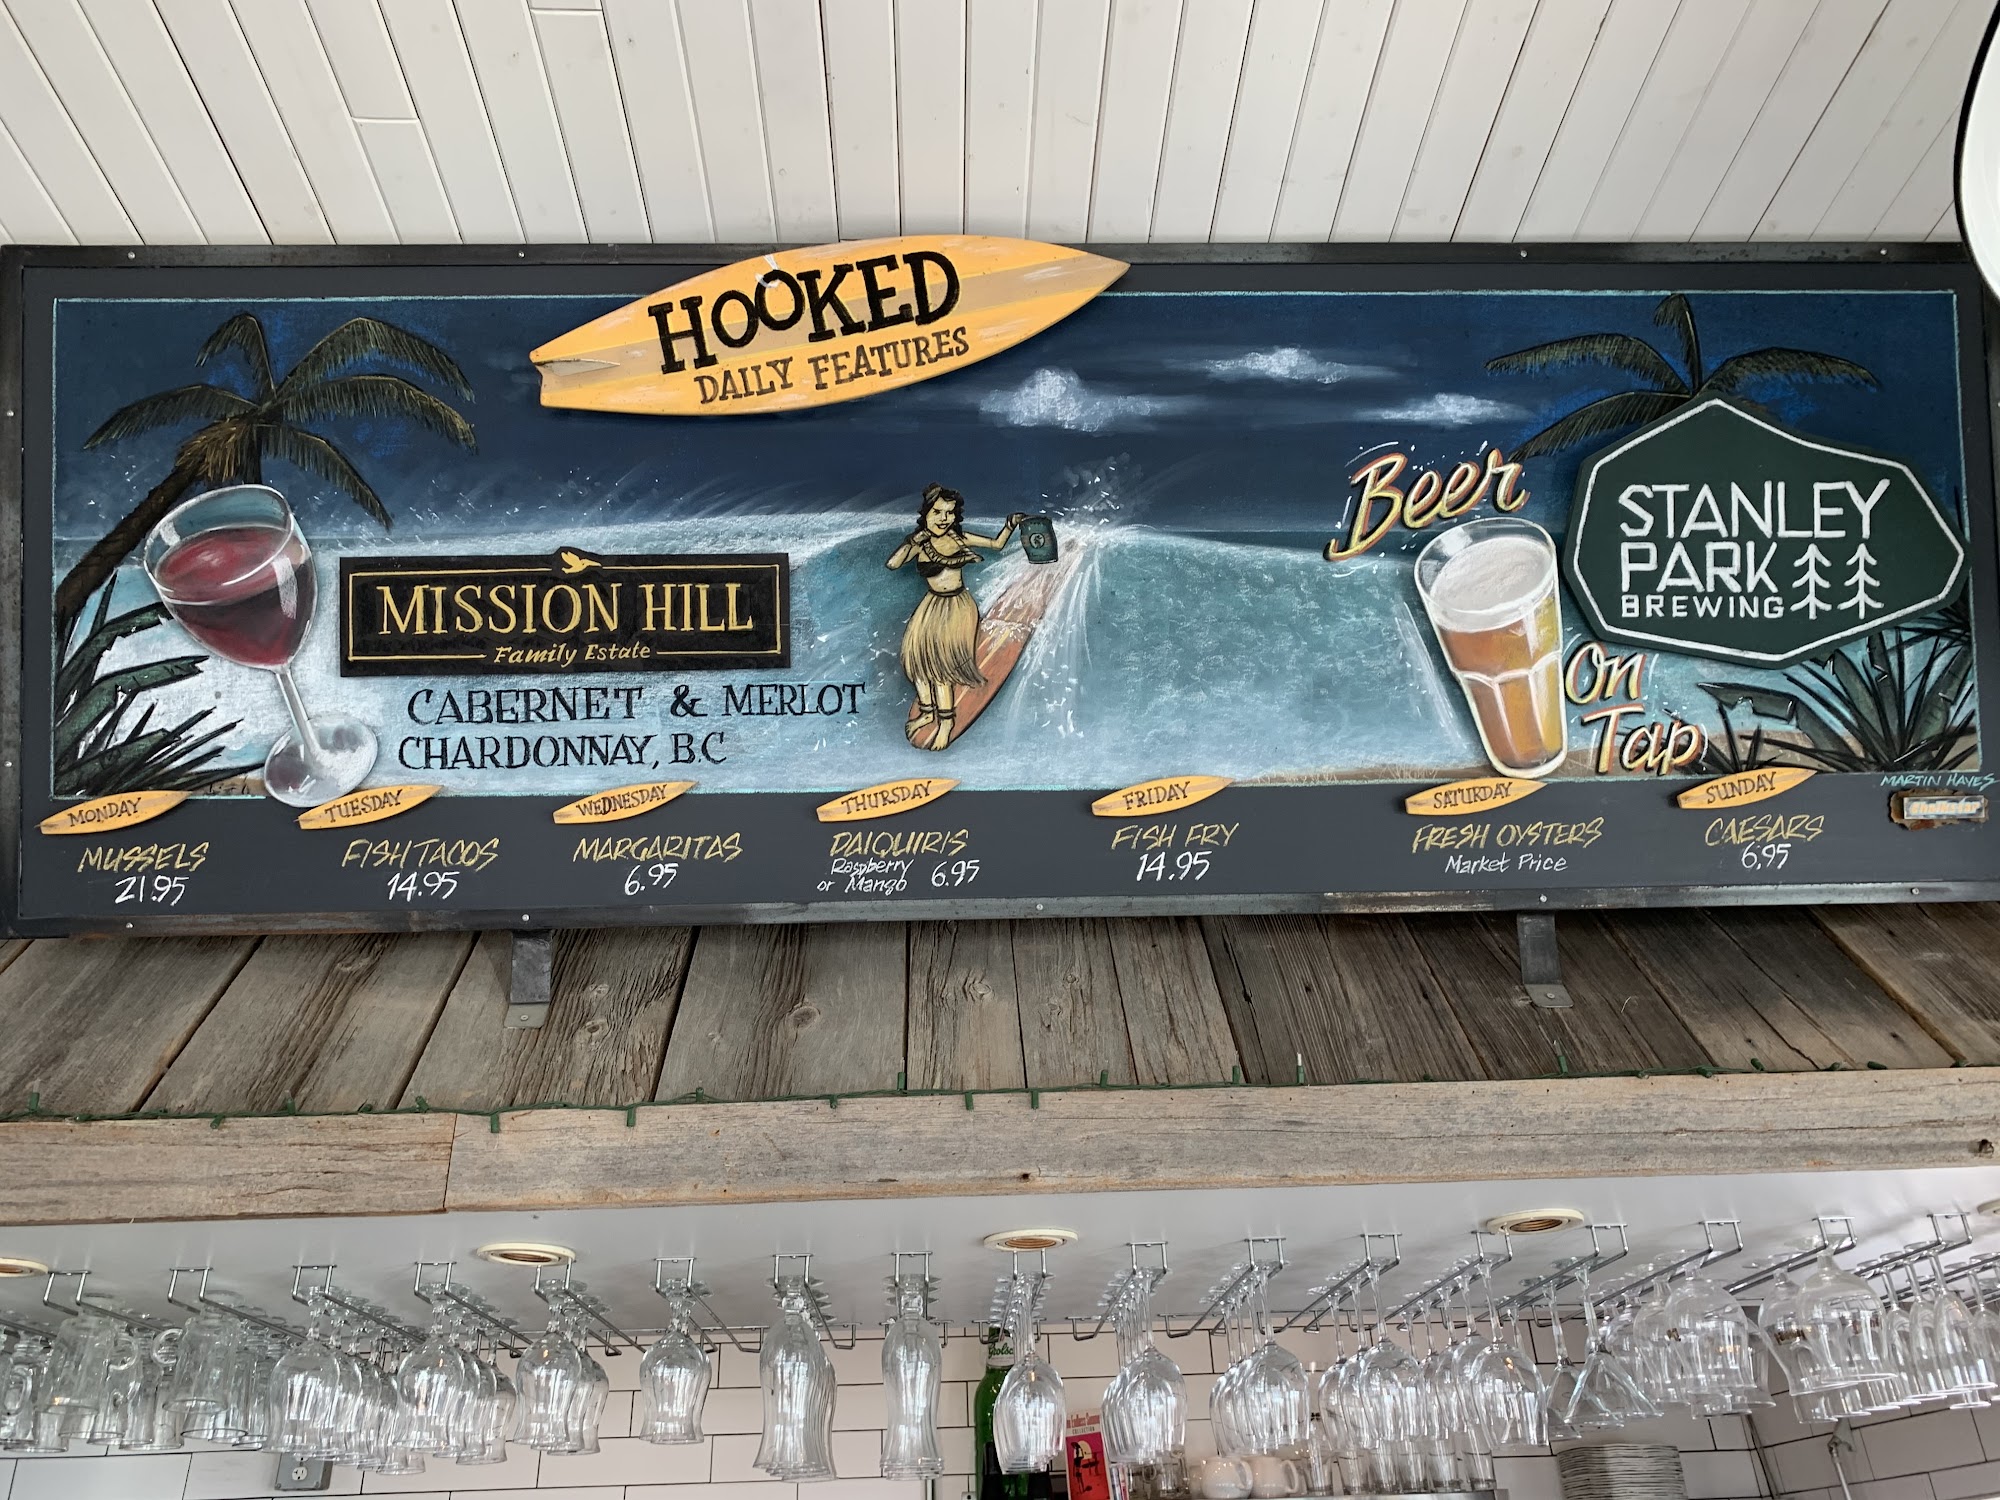 HOOKED
DAILY FEATURES
MISSION HILL
Family Estate
CABERNET & MERLOT
CHARDONNAY, B.C
Beer
On
Tap
STANLEY
PARK
BREWING
MARTIN HAYES
MONDAY
MUSSELS
21.95
TUESDAY
FISH TACOS
14.95
WEDNESDAY
MARGARITAS
6.95
THURSDAY
DAIQUIRIS
Raspberry
or Mango 6.95
FRIDAY
FISH FRY
14.95
SATURDAY
FRESH OYSTERS
Market Price
SUNDAY
CAESARS
6.95
Grolsch
COLLECTION